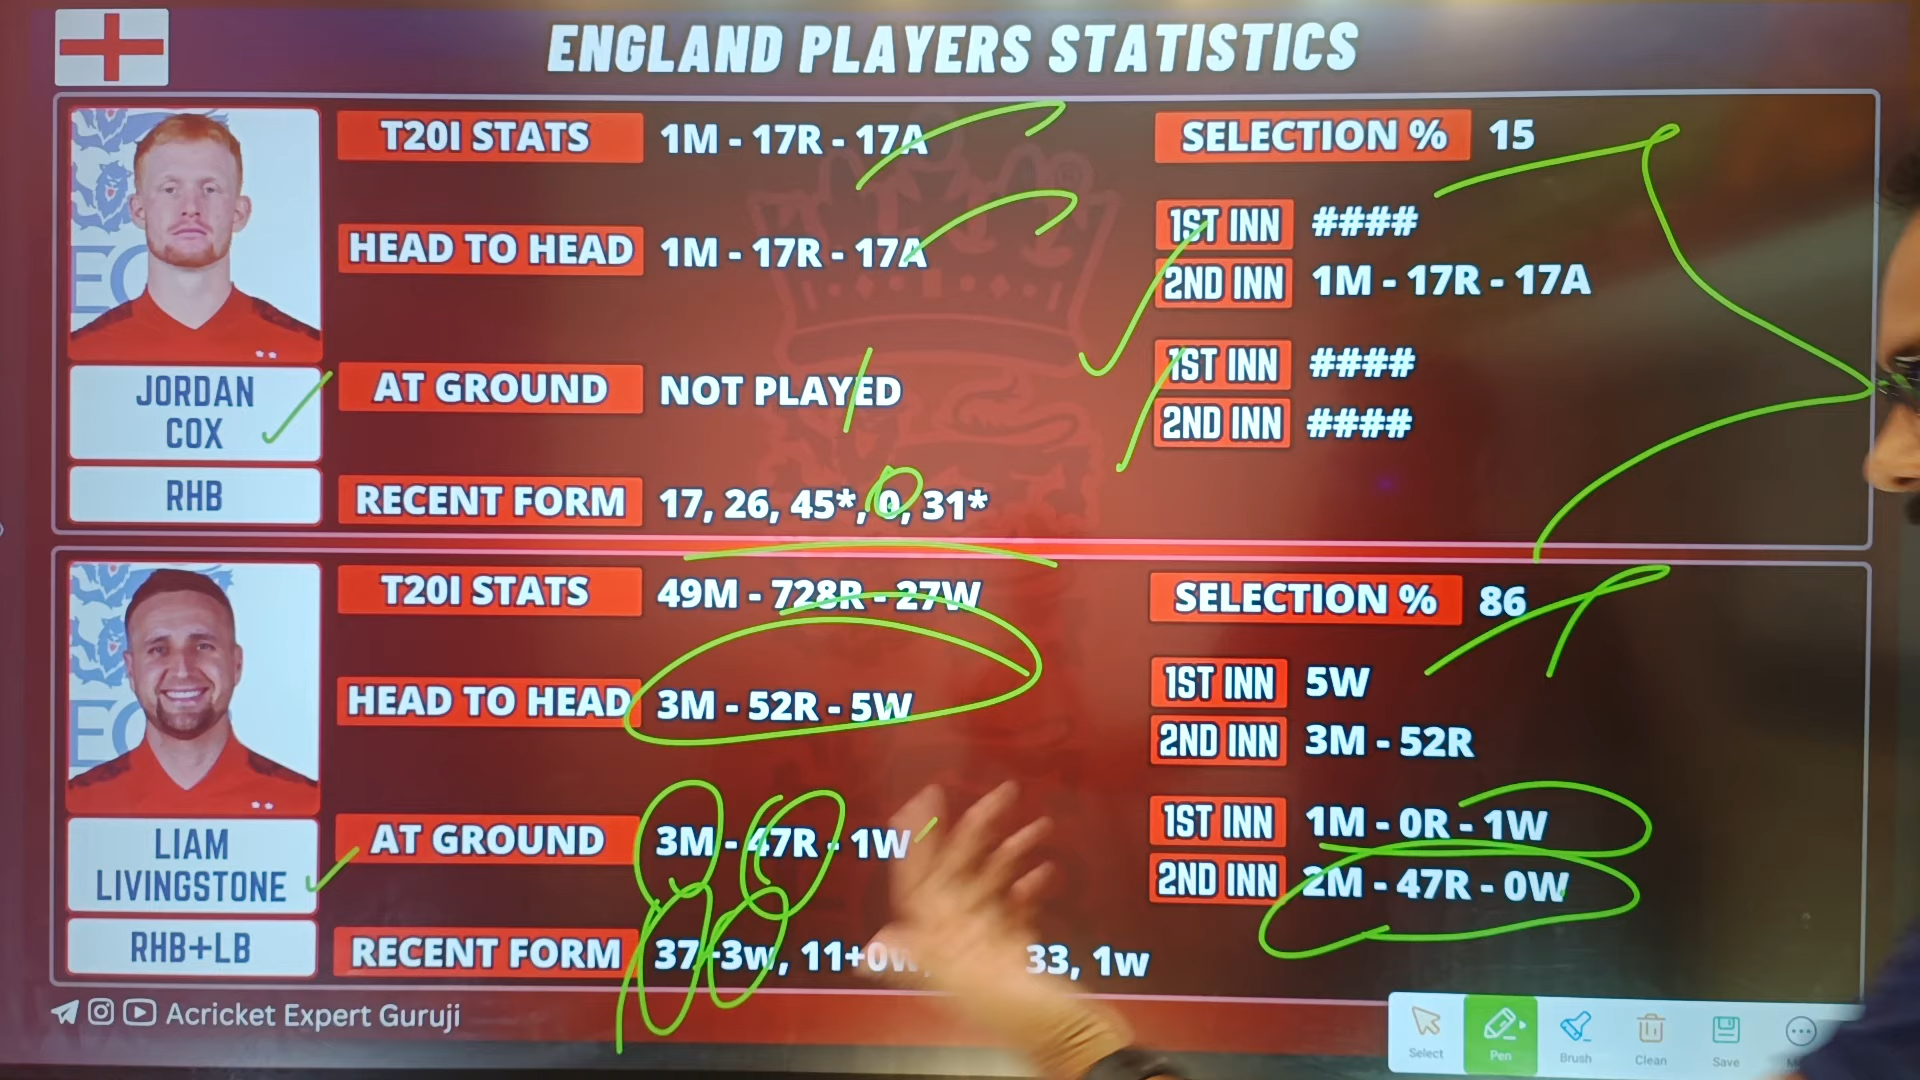 ENGLAND PLAYERS STATISTICS
T20I STATS 1M - 17R - 17A
SELECTION % 15
HEAD TO HEAD 1M - 17R - 17A
1ST INN ####
2ND INN 1M - 17R - 17A
JORDAN
COX
AT GROUND NOT PLAYED
1ST INN ####
2ND INN ####
RHB
RECENT FORM 17, 26, 45*, 0, 31*
T20I STATS 49M - 728R - 27W
SELECTION % 86
HEAD TO HEAD 3M - 52R - 5W
1ST INN 5W
2ND INN 3M - 52R
LIAM
LIVINGSTONE
AT GROUND 3M - 47R - 1W
1ST INN 1M - 0R - 1W
2ND INN 2M - 47R - 0W
RHB+LB
RECENT FORM 37+3w, 11+0w, 33, 1w
Acricket Expert Guruji
Select
Pen
Brush
Clean
Save